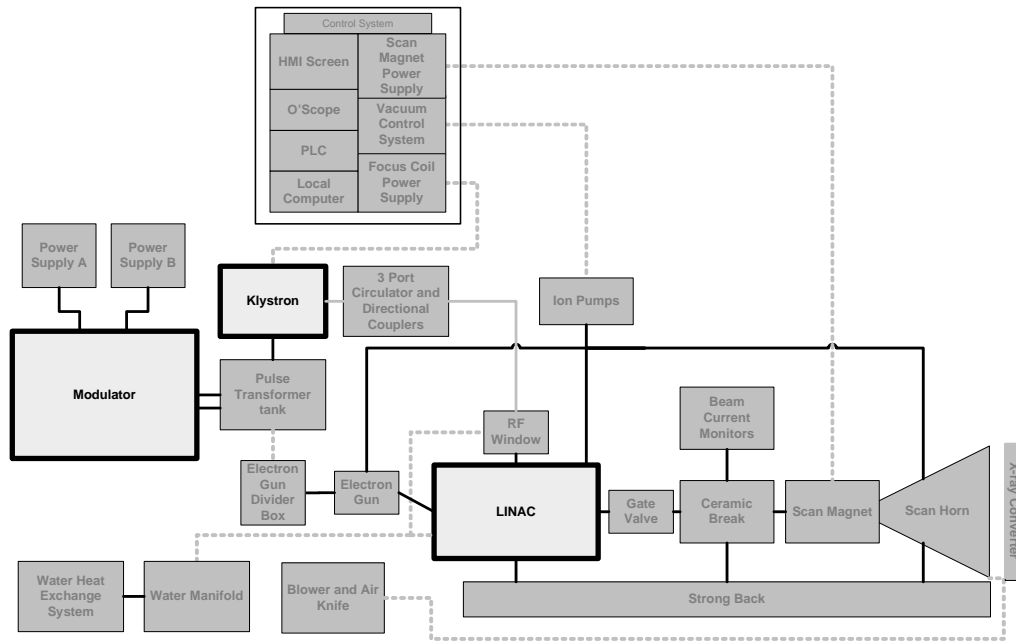 Control System
HMI Screen
Scan
Magnet
Power
Supply
O'Scope
Vacuum
Control
System
PLC
Local
Computer
Focus Coil
Power
Supply
Power
Supply A
Power
Supply B
Klystron
3 Port
Circulator and
Directional
Couplers
Ion Pumps
Modulator
Pulse
Transformer
tank
RF
Window
Beam
Current
Monitors
Electron
Gun
Divider
Box
Electron
Gun
LINAC
Gate
Valve
Ceramic
Break
Scan Magnet
Scan Horn
X-ray Converter
Water Heat
Exchange
System
Water Manifold
Blower and Air
Knife
Strong Back